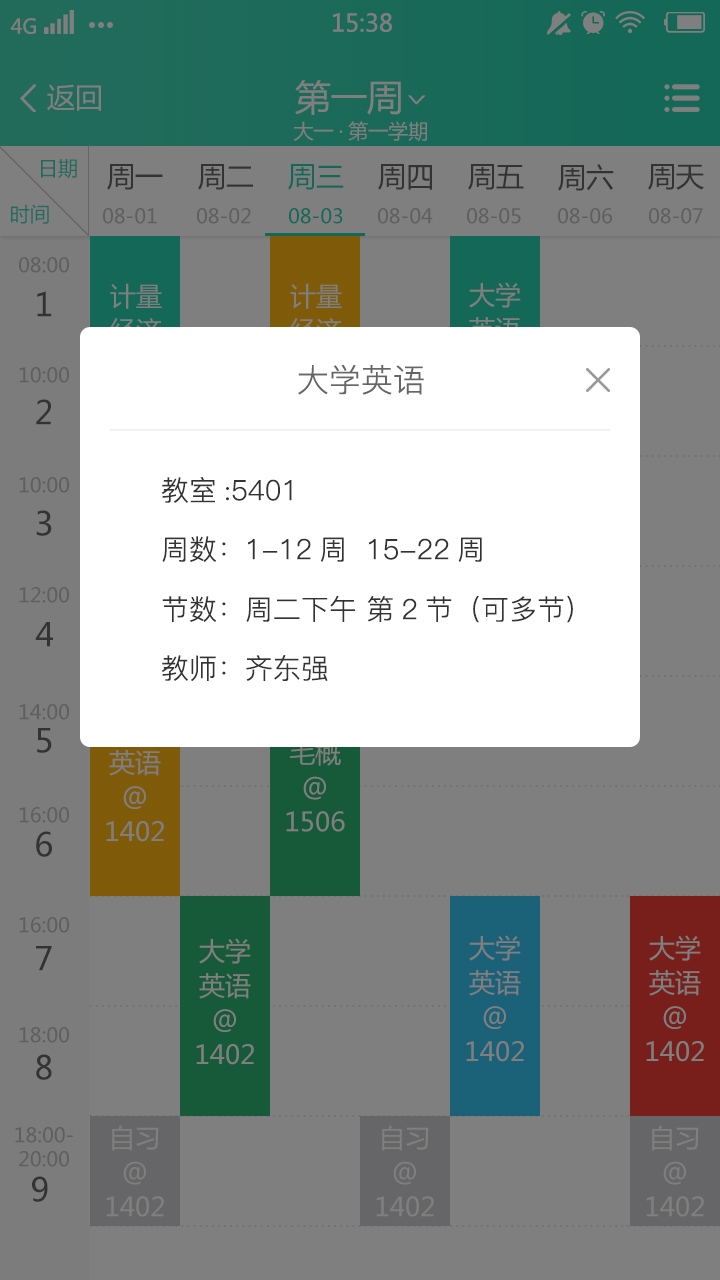 4G 15:38
返回
第一周
大一 · 第一学期
日期 周一 周二 周三 周四 周五 周六 周天
时间 08-01 08-02 08-03 08-04 08-05 08-06 08-07
08:00
1
计量 计量 大学
经济 经济 英语
10:00
2
10:00
3
12:00
4
14:00
5
16:00
6
大学英语
教室 :5401
周数：1-12 周 15-22 周
节数：周二下午 第 2 节（可多节）
教师：齐东强
英语
@
1402
毛概
@
1506
16:00
7
18:00
8
大学
英语
@
1402
大学
英语
@
1402
大学
英语
@
1402
18:00-
20:00
9
自习
@
1402
自习
@
1402
自习
@
1402